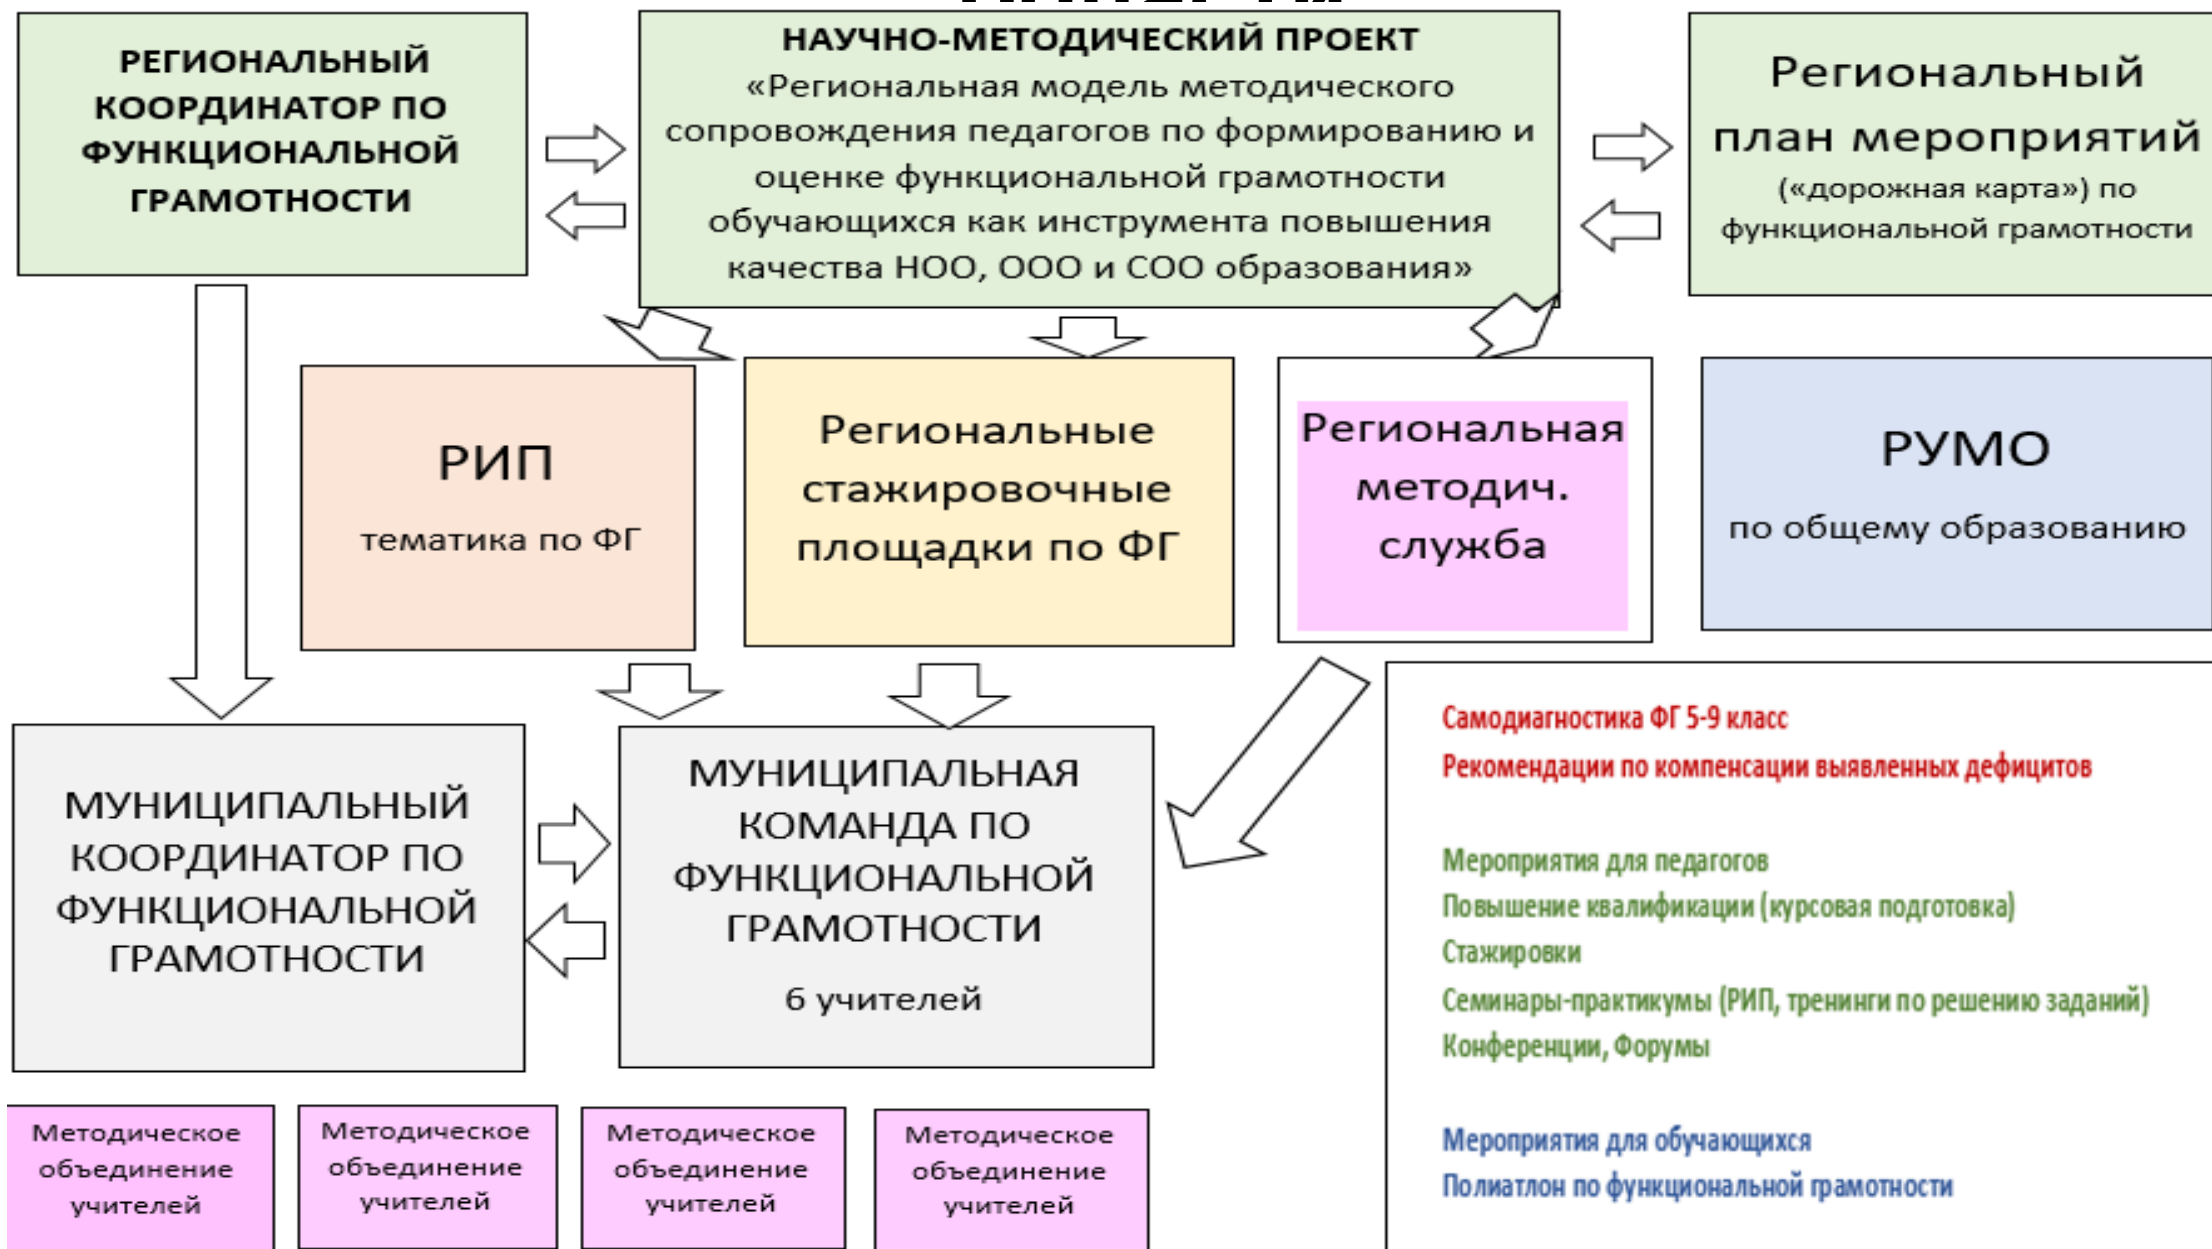 РЕГИОНАЛЬНЫЙ
КООРДИНАТОР ПО
ФУНКЦИОНАЛЬНОЙ
ГРАМОТНОСТИ
НАУЧНО-МЕТОДИЧЕСКИЙ ПРОЕКТ
«Региональная модель методического
сопровождения педагогов по формированию и
оценке функциональной грамотности
обучающихся как инструмента повышения
качества НОО, ООО и СОО образования»
Региональный
план мероприятий
(«дорожная карта») по
функциональной грамотности
РИП
тематика по ФГ
Региональные
стажировочные
площадки по ФГ
Региональная
методич.
служба
РУМО
по общему образованию
МУНИЦИПАЛЬНЫЙ
КООРДИНАТОР ПО
ФУНКЦИОНАЛЬНОЙ
ГРАМОТНОСТИ
МУНИЦИПАЛЬНАЯ
КОМАНДА ПО
ФУНКЦИОНАЛЬНОЙ
ГРАМОТНОСТИ
6 учителей
Самодиагностика ФГ 5-9 класс
Рекомендации по компенсации выявленных дефицитов
Мероприятия для педагогов
Повышение квалификации (курсовая подготовка)
Стажировки
Семинары-практикумы (РИП, тренинги по решению заданий)
Конференции, Форумы
Мероприятия для обучающихся
Полиатлон по функциональной грамотности
Методическое
объединение
учителей
Методическое
объединение
учителей
Методическое
объединение
учителей
Методическое
объединение
учителей